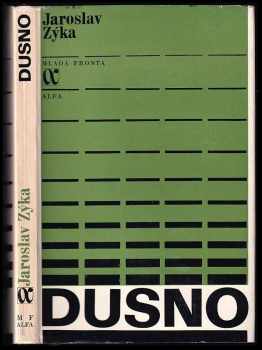 DUSNO
Jaroslav Zýka
α
M F
ALFA
Jaroslav
Zýka
MLADÁ FRONTA
α
ALFA
DUSNO